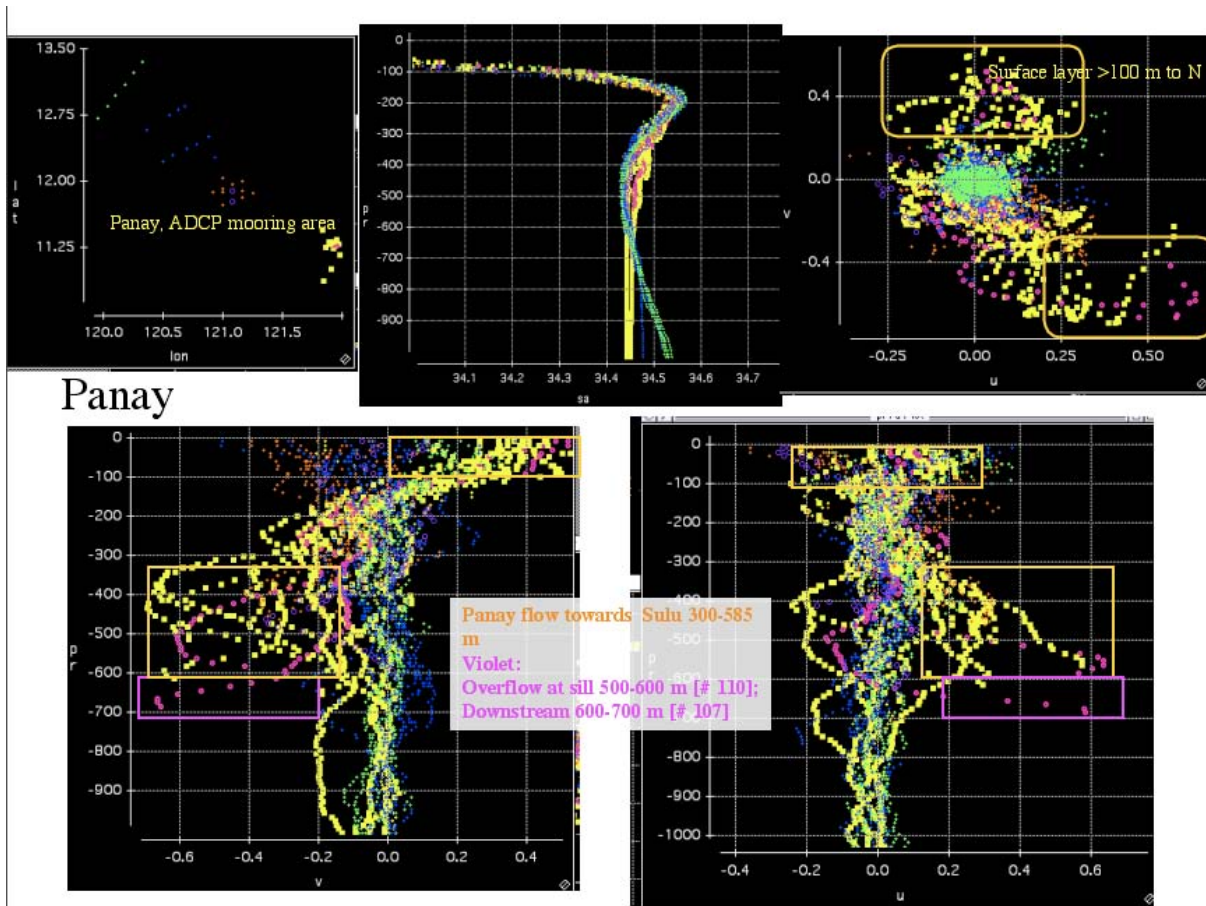 13.50
12.75
12.00
11.25
lat
Panay, ADCP mooring area
120.0 120.5 121.0 121.5
lon
0
-100
-200
-300
-400
-500
-600
-700
-800
-900
pr
34.1 34.2 34.3 34.4 34.5 34.6 34.7
sa
Surface layer >100 m to N
0.4
0.0
-0.4
v
-0.25 0.00 0.25 0.50
u
Panay
0
-100
-200
-300
-400
-500
-600
-700
-800
-900
pr
-0.6 -0.4 -0.2 0.0 0.2 0.4
v
Panay flow towards Sulu 300-585
m
Violet:
Overflow at sill 500-600 m [# 110];
Downstream 600-700 m [# 107]
0
-100
-200
-300
-400
-500
-600
-700
-800
-900
-1000
-0.4 -0.2 0.0 0.2 0.4 0.6
u